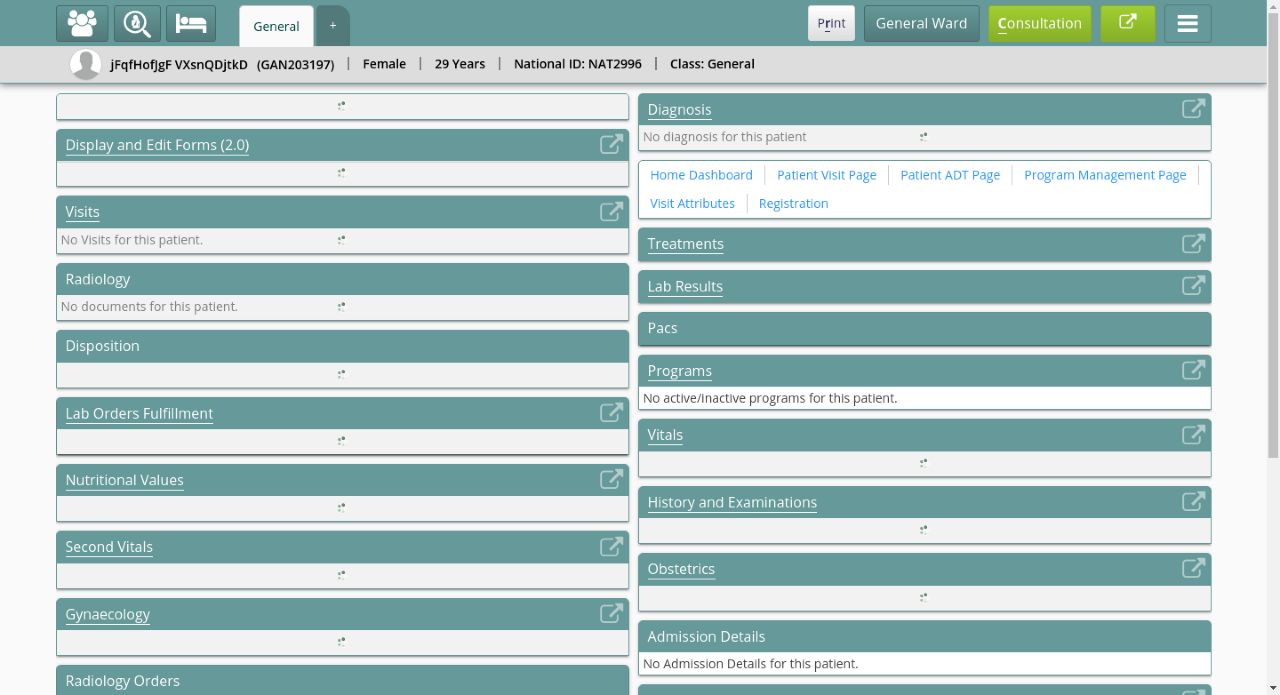 General
+
Print
General Ward
Consultation
jFqfHofJgF VXsnQDjtkD (GAN203197) | Female | 29 Years | National ID: NAT2996 | Class: General
Display and Edit Forms (2.0)
Visits
No Visits for this patient.
Radiology
No documents for this patient.
Disposition
Lab Orders Fulfillment
Nutritional Values
Second Vitals
Gynaecology
Radiology Orders
Diagnosis
No diagnosis for this patient
Home Dashboard
Patient Visit Page
Patient ADT Page
Program Management Page
Visit Attributes
Registration
Treatments
Lab Results
Pacs
Programs
No active/inactive programs for this patient.
Vitals
History and Examinations
Obstetrics
Admission Details
No Admission Details for this patient.